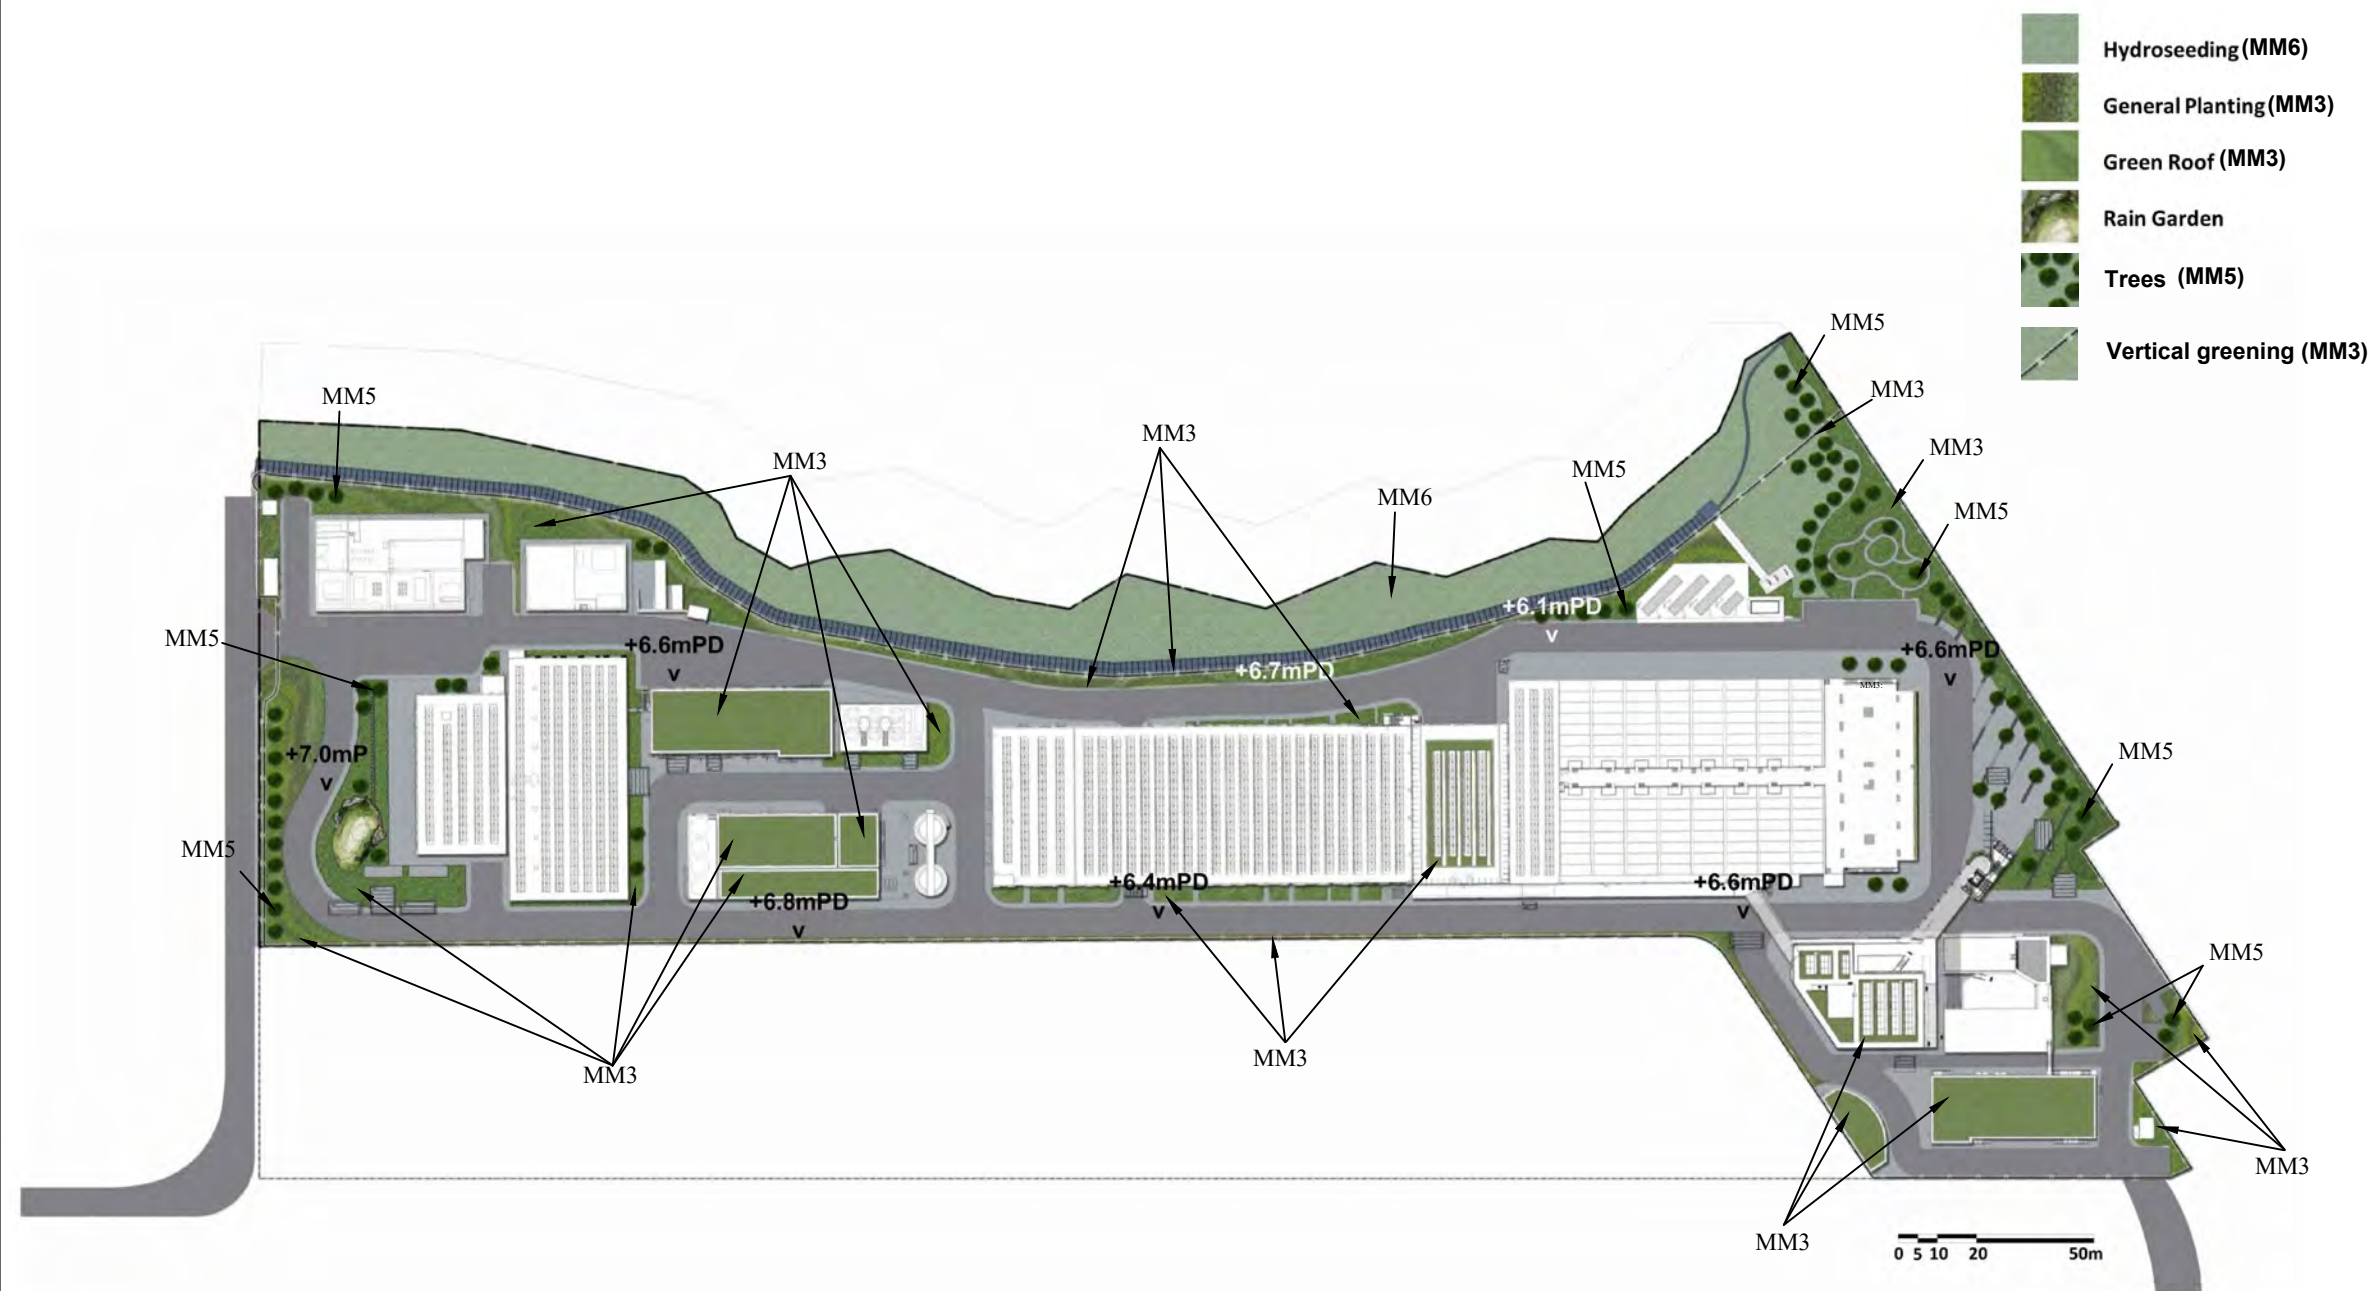 Hydroseeding (MM6)
General Planting (MM3)
Green Roof (MM3)
Rain Garden
Trees (MM5)
Vertical greening (MM3)
MM5
MM3
MM5
MM3
MM3
MM3
MM5
MM6
MM5
+6.1mPD
v
MM5
+6.6mPD
v
+6.7mPD
+6.6mPD
v
MM3:
+7.0mP
v
MM5
MM5
+6.4mPD
v
+6.6mPD
v
+6.8mPD
v
MM5
MM3
MM3
MM3
MM3
0 5 10 20 50m